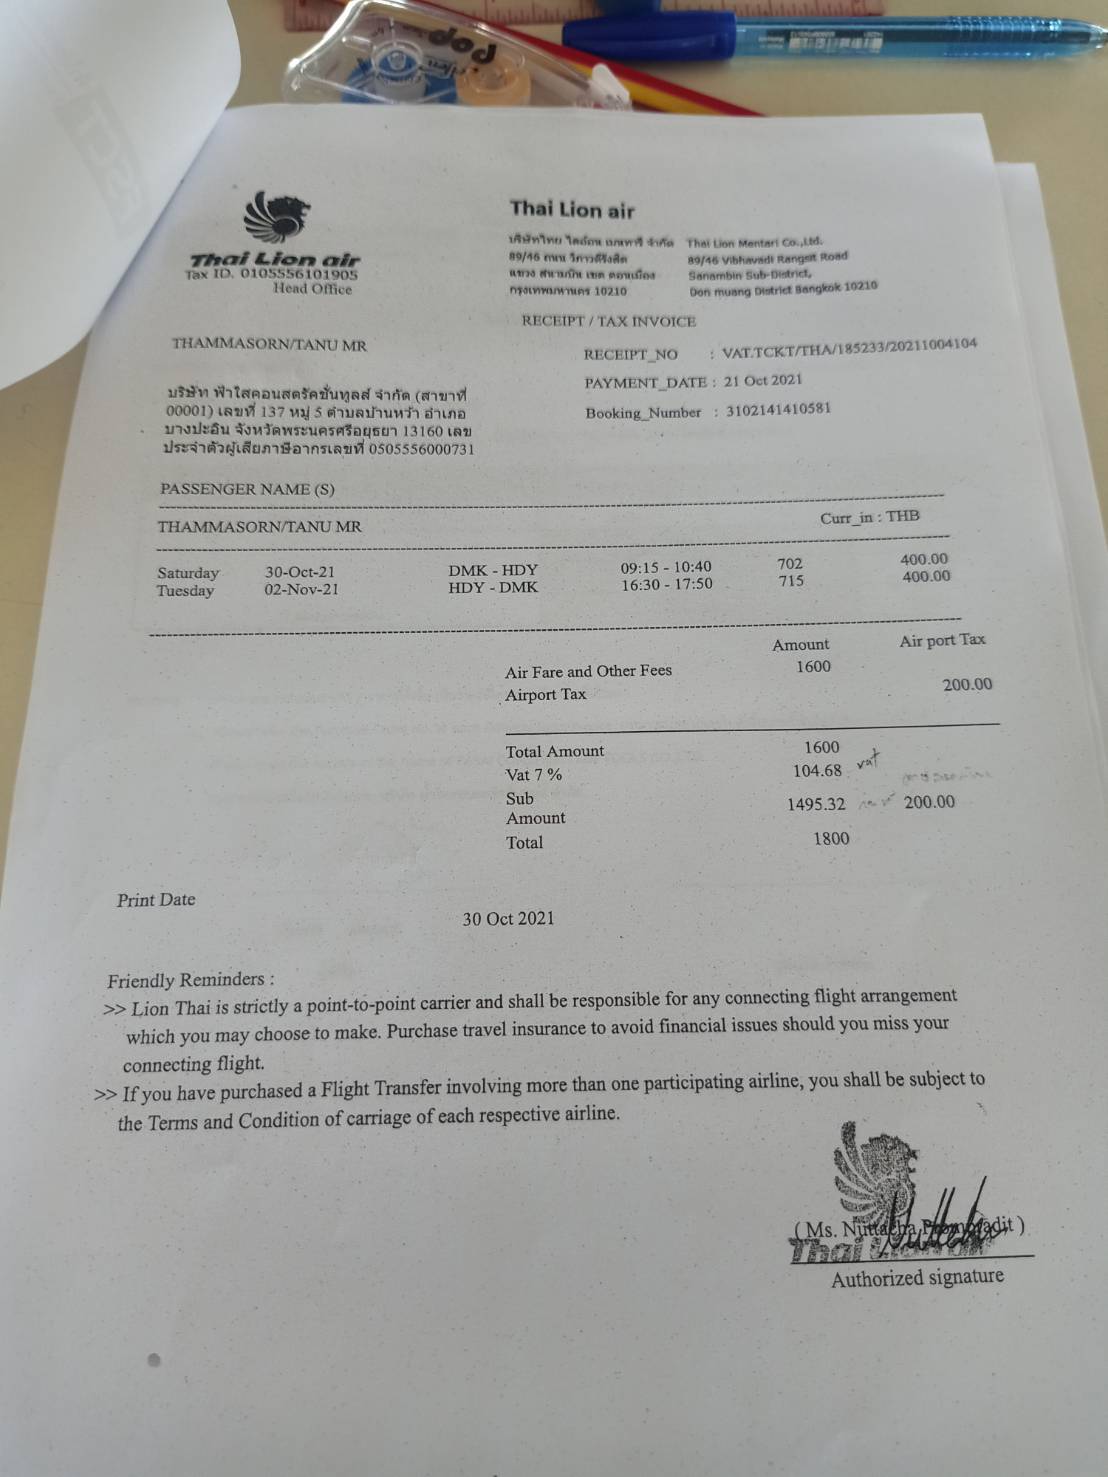 Thai Lion air
Tax ID. 0105556101905
Head Office
Thai Lion air
บริษัทไทย ไลอ้อน เมนทารี จำกัด Thai Lion Mentari Co.,Ltd.
89/46 ถนน วิภาวดีรังสิต 89/46 Vibhavadi Rangsit Road
แขวง สนามบิน เขต ดอนเมือง Sanambin Sub-District,
กรุงเทพมหานคร 10210 Don muang District Bangkok 10210
RECEIPT / TAX INVOICE
THAMMASORN/TANU MR
RECEIPT_NO : VAT.TCKT/THA/185233/20211004104
PAYMENT_DATE : 21 Oct 2021
Booking_Number : 3102141410581
บริษัท ฟ้าใสคอนสตรัคชั่นทูลส์ จำกัด (สาขาที่
00001) เลขที่ 137 หมู่ 5 ตำบลบ้านหว้า อำเภอ
บางปะอิน จังหวัดพระนครศรีอยุธยา 13160 เลข
ประจำตัวผู้เสียภาษีอากรเลขที่ 0505556000731
PASSENGER NAME (S)
THAMMASORN/TANU MR Curr_in : THB
Saturday 30-Oct-21 DMK - HDY 09:15 - 10:40 702 400.00
Tuesday 02-Nov-21 HDY - DMK 16:30 - 17:50 715 400.00
Amount Air port Tax
Air Fare and Other Fees 1600
Airport Tax 200.00
Total Amount 1600
Vat 7 % 104.68 vat
Sub
Amount 1495.32 200.00
Total 1800
Print Date
30 Oct 2021
Friendly Reminders :
>> Lion Thai is strictly a point-to-point carrier and shall be responsible for any connecting flight arrangement
which you may choose to make. Purchase travel insurance to avoid financial issues should you miss your
connecting flight.
>> If you have purchased a Flight Transfer involving more than one participating airline, you shall be subject to
the Terms and Condition of carriage of each respective airline.
( Ms. Nuttacha )
Thai Lion air
Authorized signature